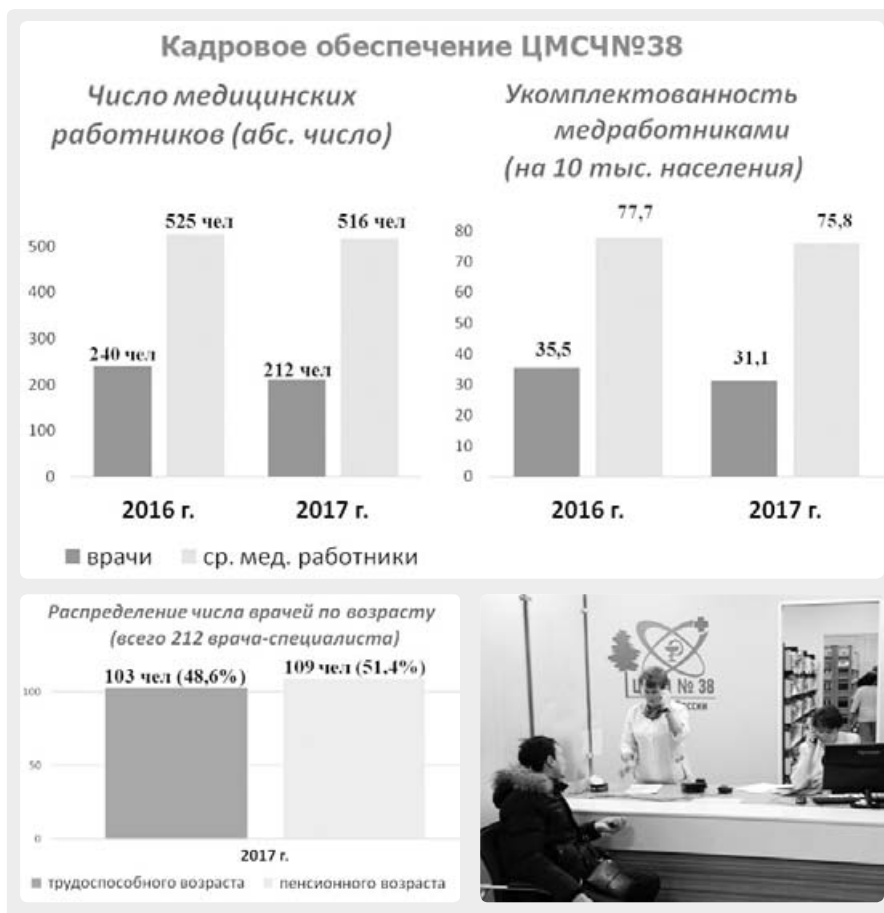 Кадровое обеспечение ЦМСЧ№38
Число медицинских
работников (абс. число)
525 чел
516 чел
500
400
300
240 чел
212 чел
200
100
0
2016 г.
2017 г.
врачи
ср. мед. работники
Укомплектованность
медработниками
(на 10 тыс. населения)
77,7
75,8
80
70
60
50
40
35,5
31,1
30
20
10
0
2016 г.
2017 г.
Распределение числа врачей по возрасту
(всего 212 врача-специалиста)
103 чел (48,6%)
109 чел (51,4%)
100
50
0
2017 г.
трудоспособного возраста
пенсионного возраста
№ 38